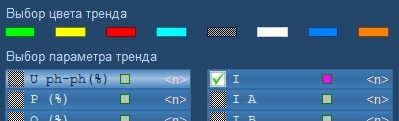 Выбор цвета тренда
Выбор параметра тренда
U ph-ph(%) <n> I <n>
P (%) <n> I A <n>
Q (%) <n> I B <n>